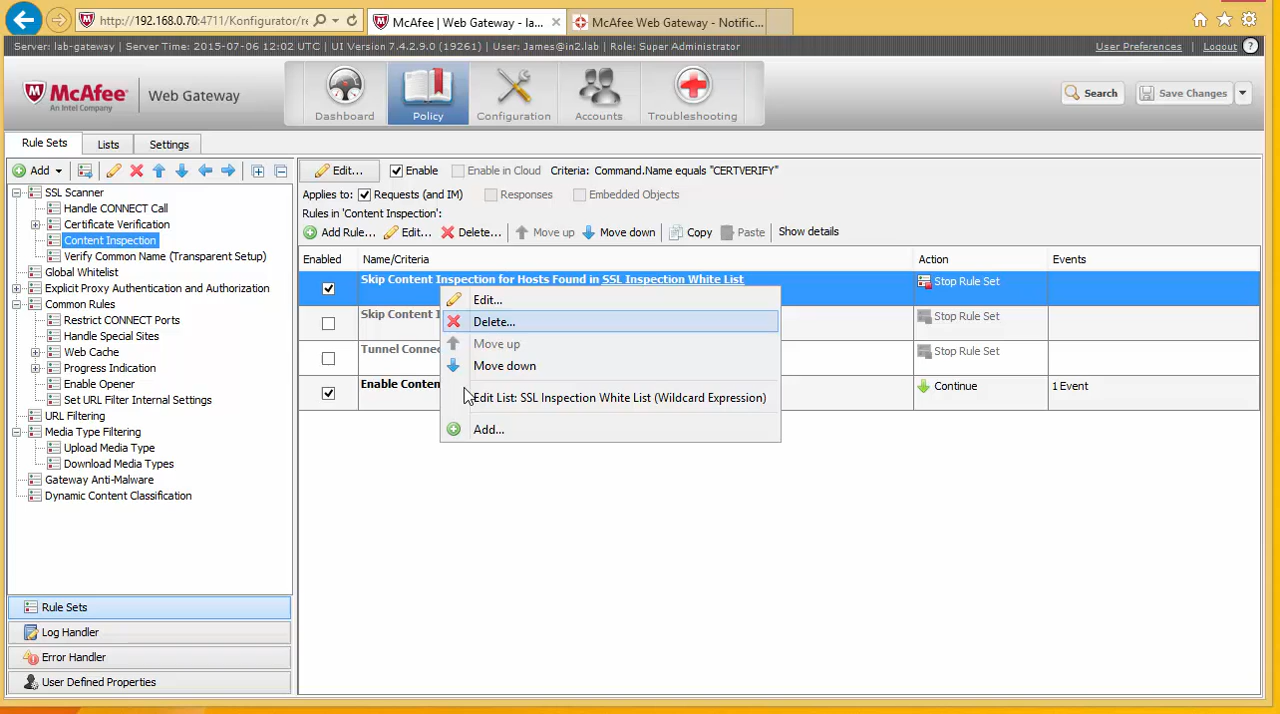 http://192.168.0.70:4711/Konfigurator/re
McAfee | Web Gateway - la...
McAfee Web Gateway - Notific...
Server: lab-gateway | Server Time: 2015-07-06 12:02 UTC | UI Version 7.4.2.9.0 (19261) | User: James@in2.lab | Role: Super Administrator
User Preferences | Logout ?
McAfee
An Intel Company
Web Gateway
Dashboard
Policy
Configuration
Accounts
Troubleshooting
Search
Save Changes
Rule Sets
Lists
Settings
Add
Edit...
Enable
Enable in Cloud
Criteria: Command.Name equals "CERTVERIFY"
Applies to:
Requests (and IM)
Responses
Embedded Objects
Rules in 'Content Inspection':
Add Rule...
Edit...
Delete...
Move up
Move down
Copy
Paste
Show details
Enabled
Name/Criteria
Action
Events
Skip Content Inspection for Hosts Found in SSL Inspection White List
Stop Rule Set
Skip Content I
Stop Rule Set
Tunnel Connec
Stop Rule Set
Enable Conten
Continue
1 Event
Edit...
Delete...
Move up
Move down
Edit List: SSL Inspection White List (Wildcard Expression)
Add...
SSL Scanner
Handle CONNECT Call
Certificate Verification
Content Inspection
Verify Common Name (Transparent Setup)
Global Whitelist
Explicit Proxy Authentication and Authorization
Common Rules
Restrict CONNECT Ports
Handle Special Sites
Web Cache
Progress Indication
Enable Opener
Set URL Filter Internal Settings
URL Filtering
Media Type Filtering
Upload Media Type
Download Media Types
Gateway Anti-Malware
Dynamic Content Classification
Rule Sets
Log Handler
Error Handler
User Defined Properties